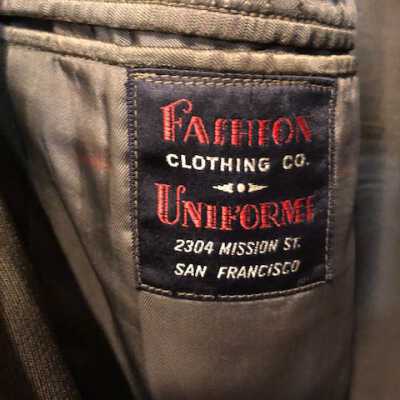 FASHION
CLOTHING CO.
UNIFORMS
2304 MISSION ST.
SAN FRANCISCO